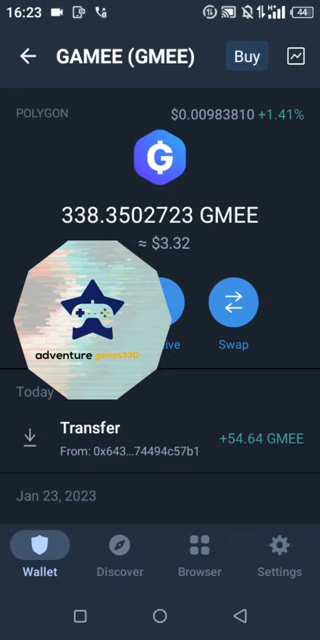 16:23
44
GAMEE (GMEE)
Buy
POLYGON
$0.00983810 +1.41%
338.3502723 GMEE
≈ $3.32
adventure games330
ive
Swap
Today
Transfer
+54.64 GMEE
From: 0x643...74494c57b1
Jan 23, 2023
Wallet
Discover
Browser
Settings